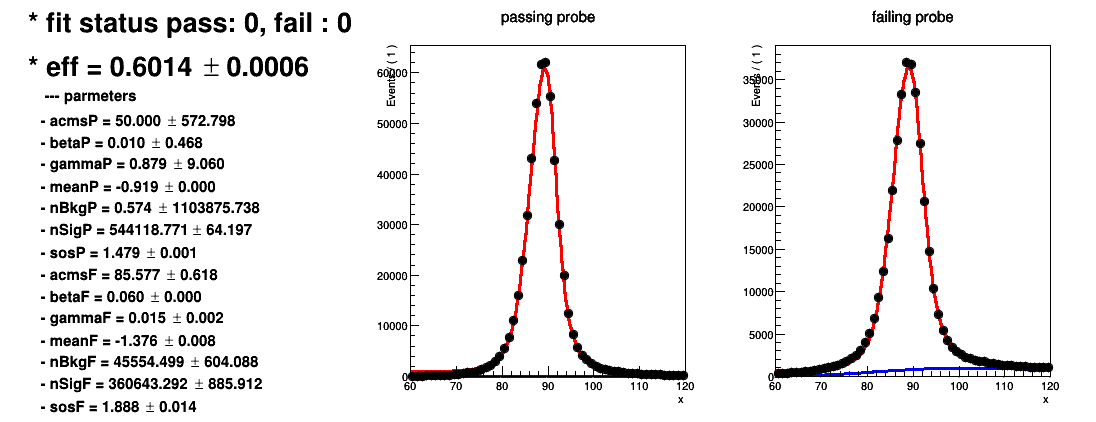 * fit status pass: 0, fail : 0
* eff = 0.6014 ± 0.0006
--- parmeters
- acmsP = 50.000 ± 572.798
- betaP = 0.010 ± 0.468
- gammaP = 0.879 ± 9.060
- meanP = -0.919 ± 0.000
- nBkgP = 0.574 ± 1103875.738
- nSigP = 544118.771 ± 64.197
- sosP = 1.479 ± 0.001
- acmsF = 85.577 ± 0.618
- betaF = 0.060 ± 0.000
- gammaF = 0.015 ± 0.002
- meanF = -1.376 ± 0.008
- nBkgF = 45554.499 ± 604.088
- nSigF = 360643.292 ± 885.912
- sosF = 1.888 ± 0.014
passing probe
Events / ( 1 )
60000
50000
40000
30000
20000
10000
0
60 70 80 90 100 110 120
x
failing probe
Events / ( 1 )
35000
30000
25000
20000
15000
10000
5000
0
60 70 80 90 100 110 120
x